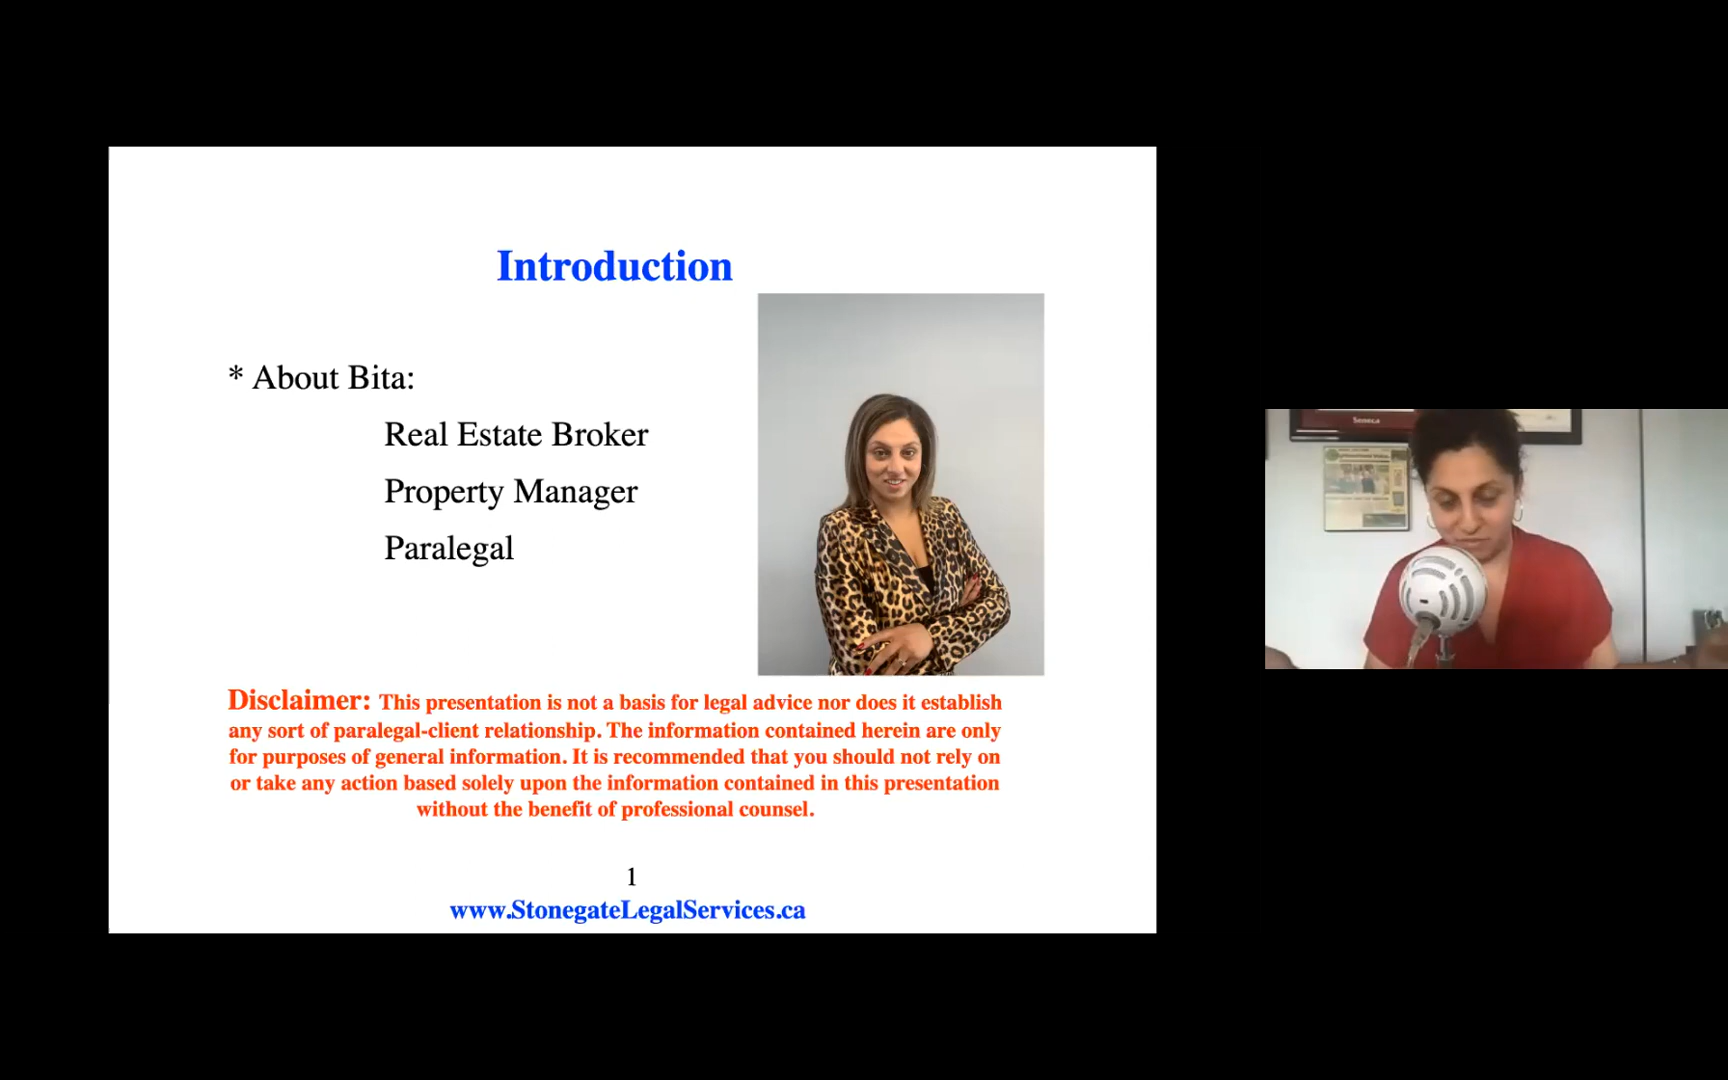 Introduction
* About Bita:
Real Estate Broker
Property Manager
Paralegal
Disclaimer: This presentation is not a basis for legal advice nor does it establish
any sort of paralegal-client relationship. The information contained herein are only
for purposes of general information. It is recommended that you should not rely on
or take any action based solely upon the information contained in this presentation
without the benefit of professional counsel.
1
www.StonegateLegalServices.ca
Seneca